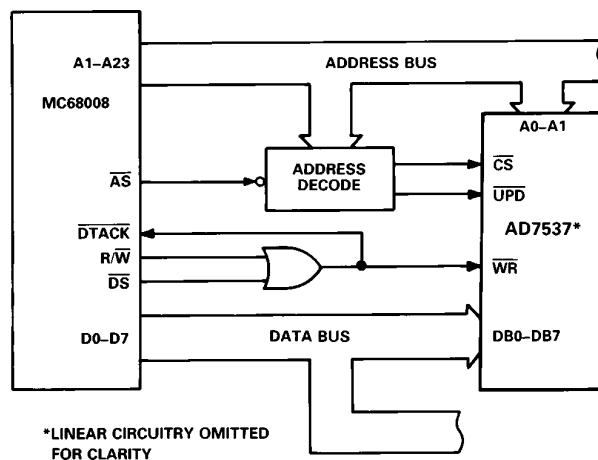 A1–A23
ADDRESS BUS
MC68008
A0–A1
ADDRESS
DECODE
AS
CS
UPD
AD7537*
DTACK
R/W
DS
WR
D0–D7
DATA BUS
DB0–DB7
*LINEAR CIRCUITRY OMITTED
FOR CLARITY